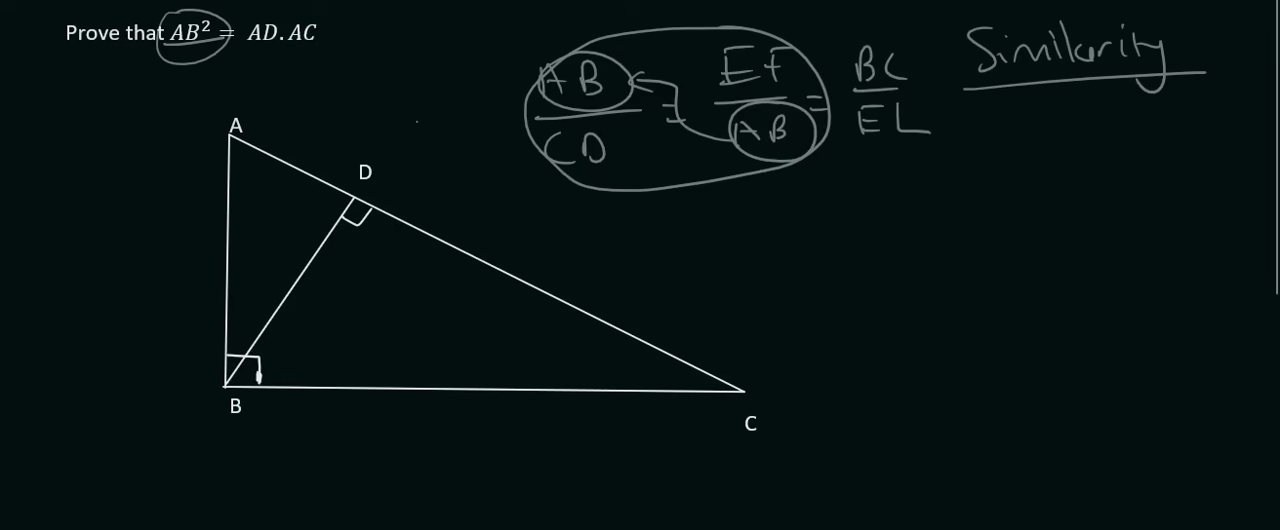 Prove that AB² = AD. AC
AB/CD = EF/AB = BC/EL
Similarity
A
D
B
C